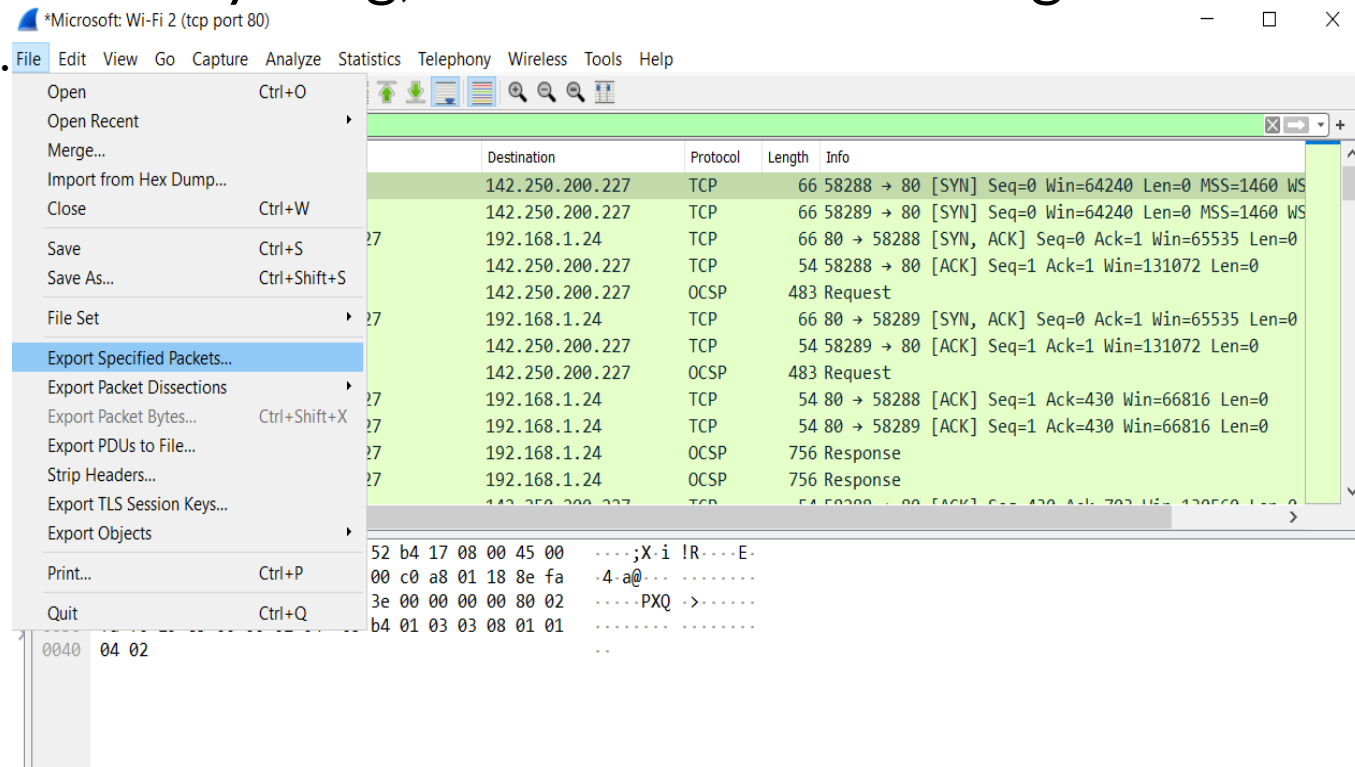 *Microsoft: Wi-Fi 2 (tcp port 80)
File Edit View Go Capture Analyze Statistics Telephony Wireless Tools Help
Open Ctrl+O
Open Recent
Merge...
Import from Hex Dump...
Close Ctrl+W
Save Ctrl+S
Save As... Ctrl+Shift+S
File Set
Export Specified Packets...
Export Packet Dissections
Export Packet Bytes... Ctrl+Shift+X
Export PDUs to File...
Strip Headers...
Export TLS Session Keys...
Export Objects
Print... Ctrl+P
Quit Ctrl+Q
Destination Protocol Length Info
142.250.200.227 TCP 66 58288 → 80 [SYN] Seq=0 Win=64240 Len=0 MSS=1460 WS
142.250.200.227 TCP 66 58289 → 80 [SYN] Seq=0 Win=64240 Len=0 MSS=1460 WS
27 192.168.1.24 TCP 66 80 → 58288 [SYN, ACK] Seq=0 Ack=1 Win=65535 Len=0
142.250.200.227 TCP 54 58288 → 80 [ACK] Seq=1 Ack=1 Win=131072 Len=0
142.250.200.227 OCSP 483 Request
27 192.168.1.24 TCP 66 80 → 58289 [SYN, ACK] Seq=0 Ack=1 Win=65535 Len=0
142.250.200.227 TCP 54 58289 → 80 [ACK] Seq=1 Ack=1 Win=131072 Len=0
142.250.200.227 OCSP 483 Request
27 192.168.1.24 TCP 54 80 → 58288 [ACK] Seq=1 Ack=430 Win=66816 Len=0
27 192.168.1.24 TCP 54 80 → 58289 [ACK] Seq=1 Ack=430 Win=66816 Len=0
27 192.168.1.24 OCSP 756 Response
27 192.168.1.24 OCSP 756 Response
52 b4 17 08 00 45 00 ····;X·i !R····E·
00 c0 a8 01 18 8e fa ·4·a@··· ········
3e 00 00 00 00 80 02 ·····PXQ ·>······
b4 01 03 03 08 01 01 ········ ········
0040 04 02 ··